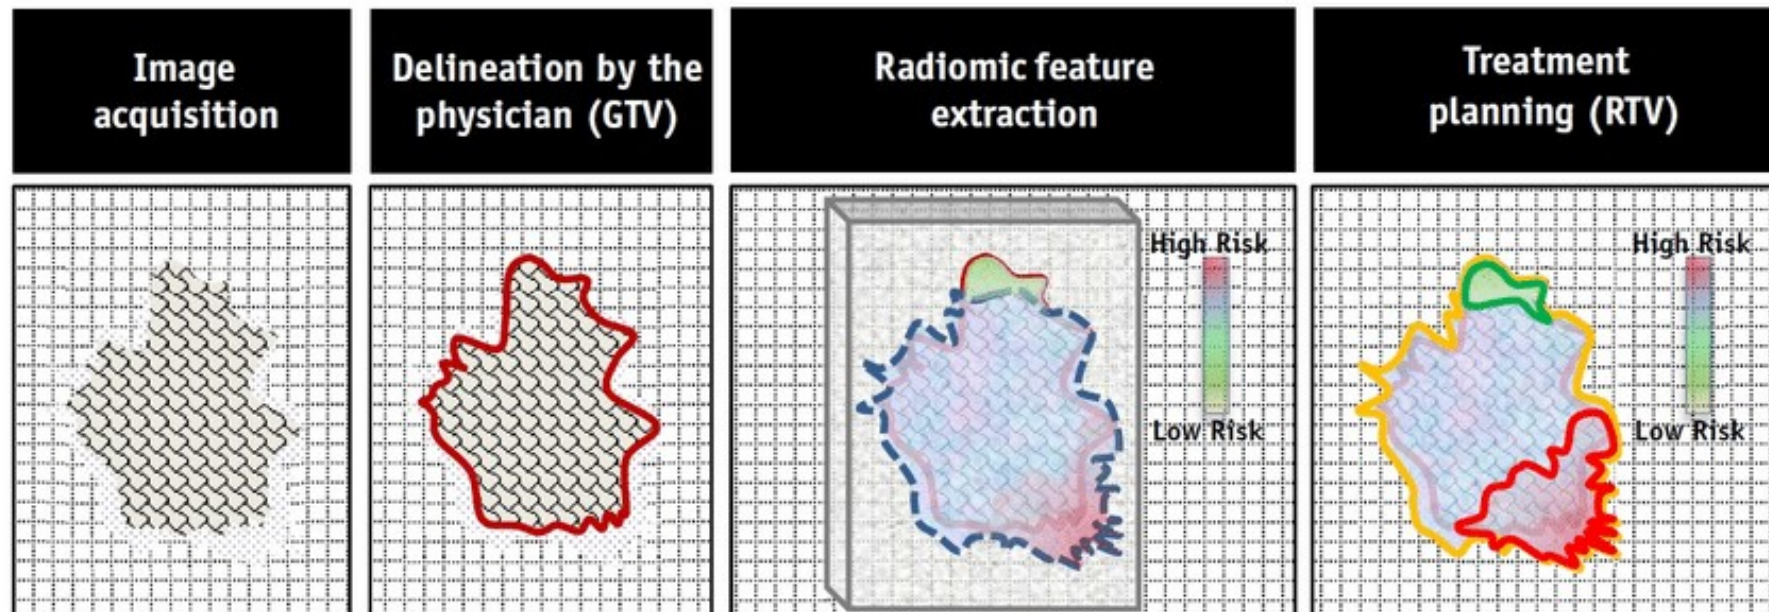 Image
acquisition
Delineation by the
physician (GTV)
Radiomic feature
extraction
Treatment
planning (RTV)
High Risk
Low Risk
High Risk
Low Risk